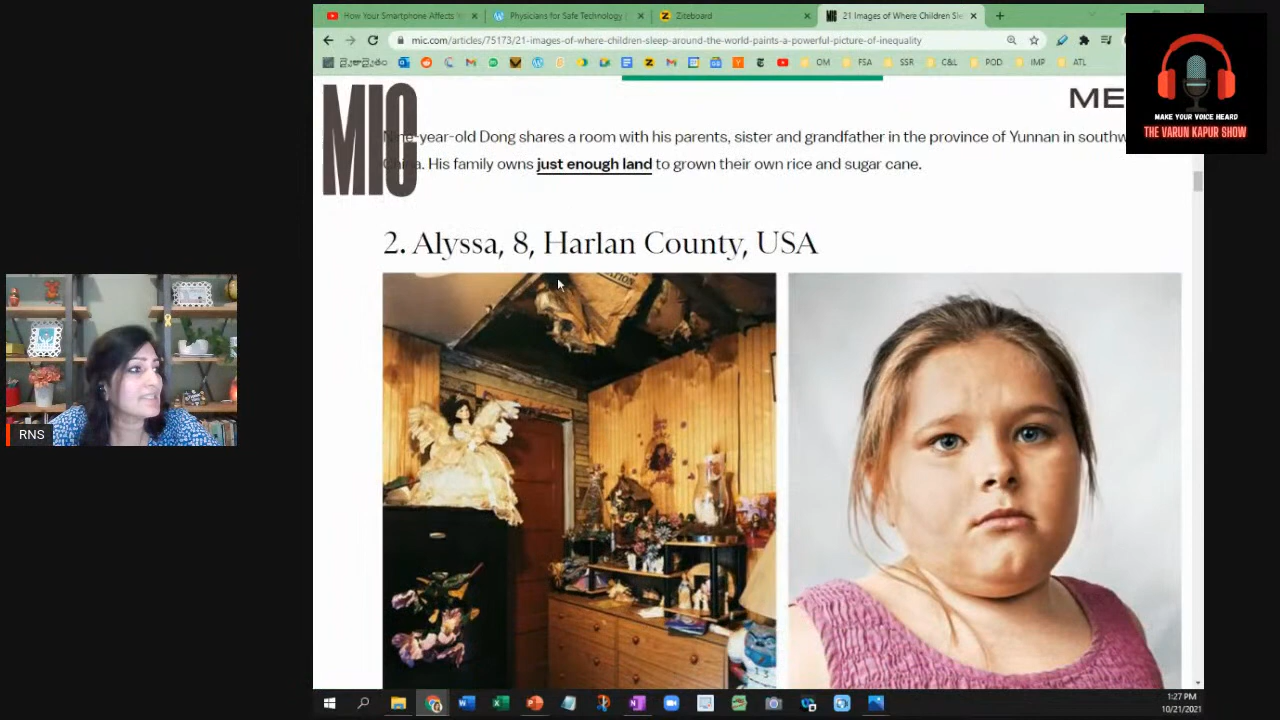 How Your Smartphone Affects
Physicians for Safe Technology
Ziteboard
21 Images of Where Children Sle
mic.com/articles/75173/21-images-of-where-children-sleep-around-the-world-paints-a-powerful-picture-of-inequality
OM
FSA
SSR
C&L
POD
IMP
ATL
MIC
ME
MAKE YOUR VOICE HEARD
THE VARUN KAPUR SHOW
year-old Dong shares a room with his parents, sister and grandfather in the province of Yunnan in southw
His family owns just enough land to grown their own rice and sugar cane.
2. Alyssa, 8, Harlan County, USA
RNS
1:27 PM
10/21/2021